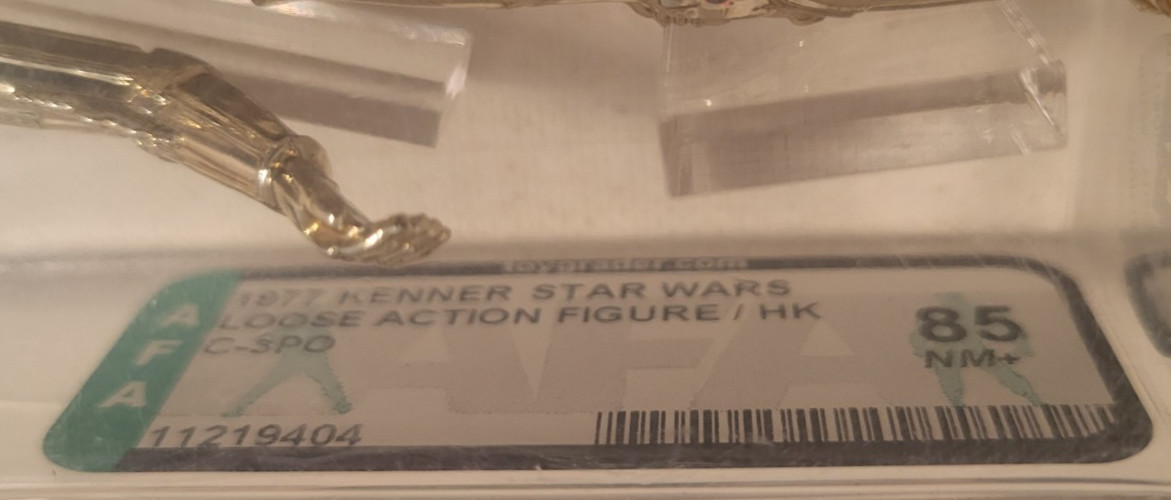 toygrader.com
1977 KENNER STAR WARS
LOOSE ACTION FIGURE / HK
C-3PO
85
NM+
AFA
AFA
11219404